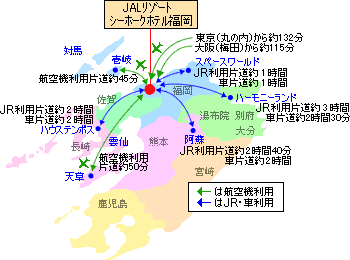 JALリゾート
シーホークホテル福岡
東京(丸の内)から約132分
大阪(梅田)から約115分
対馬
壱岐
航空機利用片道約45分
スペースワールド
JR利用片道約1時間
車片道約1時間
佐賀
福岡
ハーモニーランド
JR利用片道約3時間
車片道約2時間30分
JR利用片道約2時間
車片道約2時間
ハウステンボス
湯布院
別府
大分
長崎
雲仙
熊本
阿蘇
JR利用片道約2時間40分
車片道約2時間
航空機利用
片道約50分
天草
宮崎
鹿児島
は航空機利用
はJR・車利用